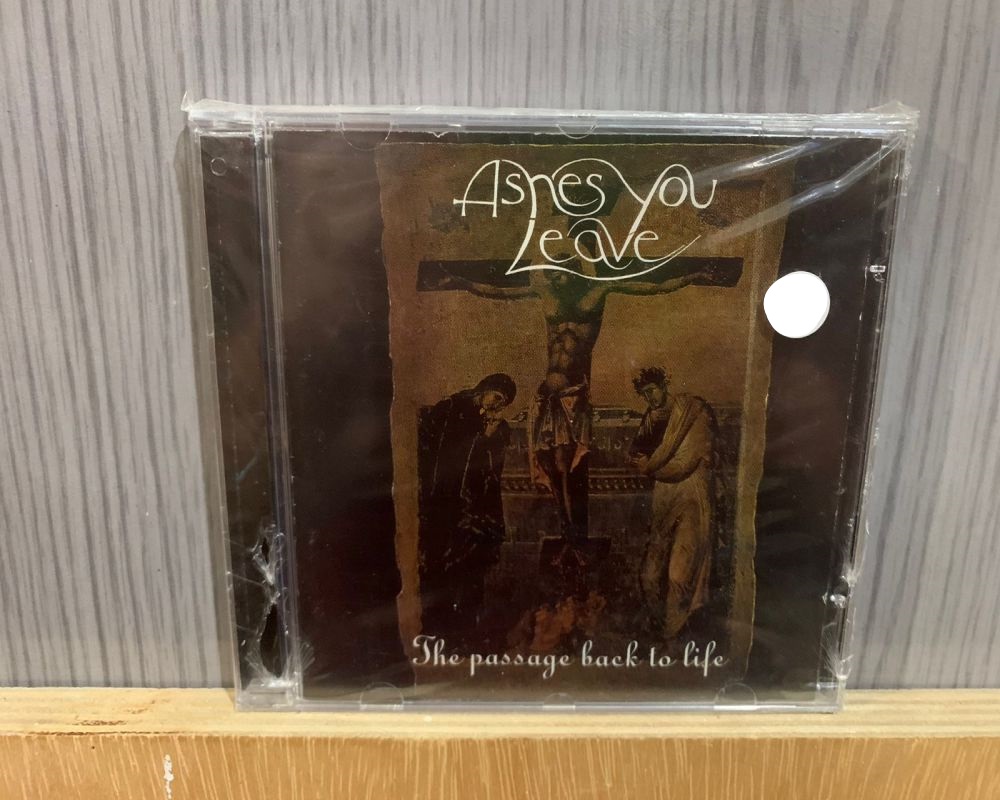 Ashes You
Leave
The passage back to life